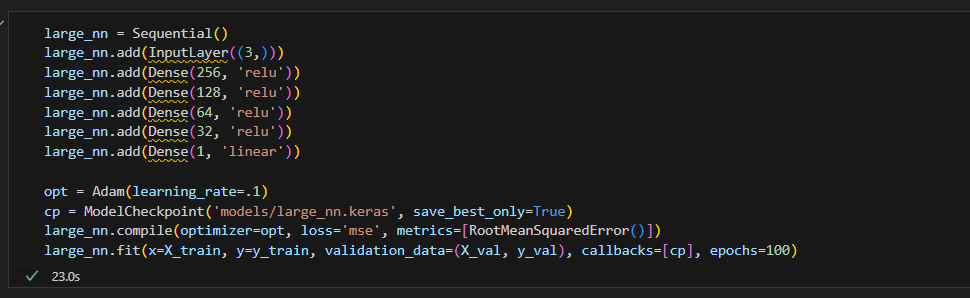 large_nn = Sequential()
large_nn.add(InputLayer((3,)))
large_nn.add(Dense(256, 'relu'))
large_nn.add(Dense(128, 'relu'))
large_nn.add(Dense(64, 'relu'))
large_nn.add(Dense(32, 'relu'))
large_nn.add(Dense(1, 'linear'))
opt = Adam(learning_rate=.1)
cp = ModelCheckpoint('models/large_nn.keras', save_best_only=True)
large_nn.compile(optimizer=opt, loss='mse', metrics=[RootMeanSquaredError()])
large_nn.fit(x=X_train, y=y_train, validation_data=(X_val, y_val), callbacks=[cp], epochs=100)
23.0s